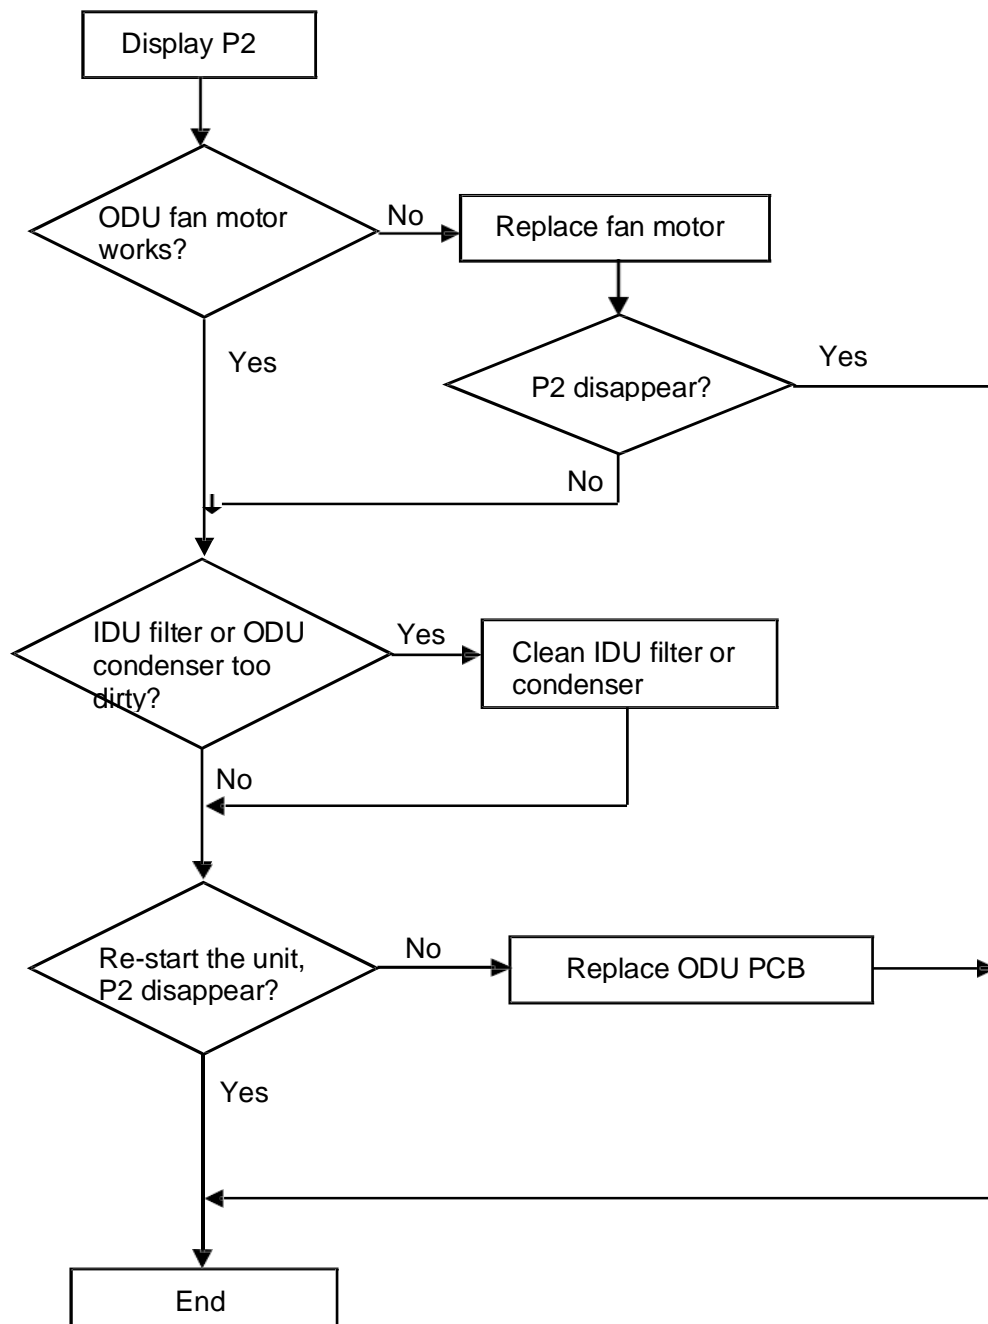 Display P2
ODU fan motor
works?
No
Replace fan motor
Yes
P2 disappear?
Yes
No
IDU filter or ODU
condenser too
dirty?
Yes
Clean IDU filter or
condenser
No
Re-start the unit,
P2 disappear?
No
Replace ODU PCB
Yes
End